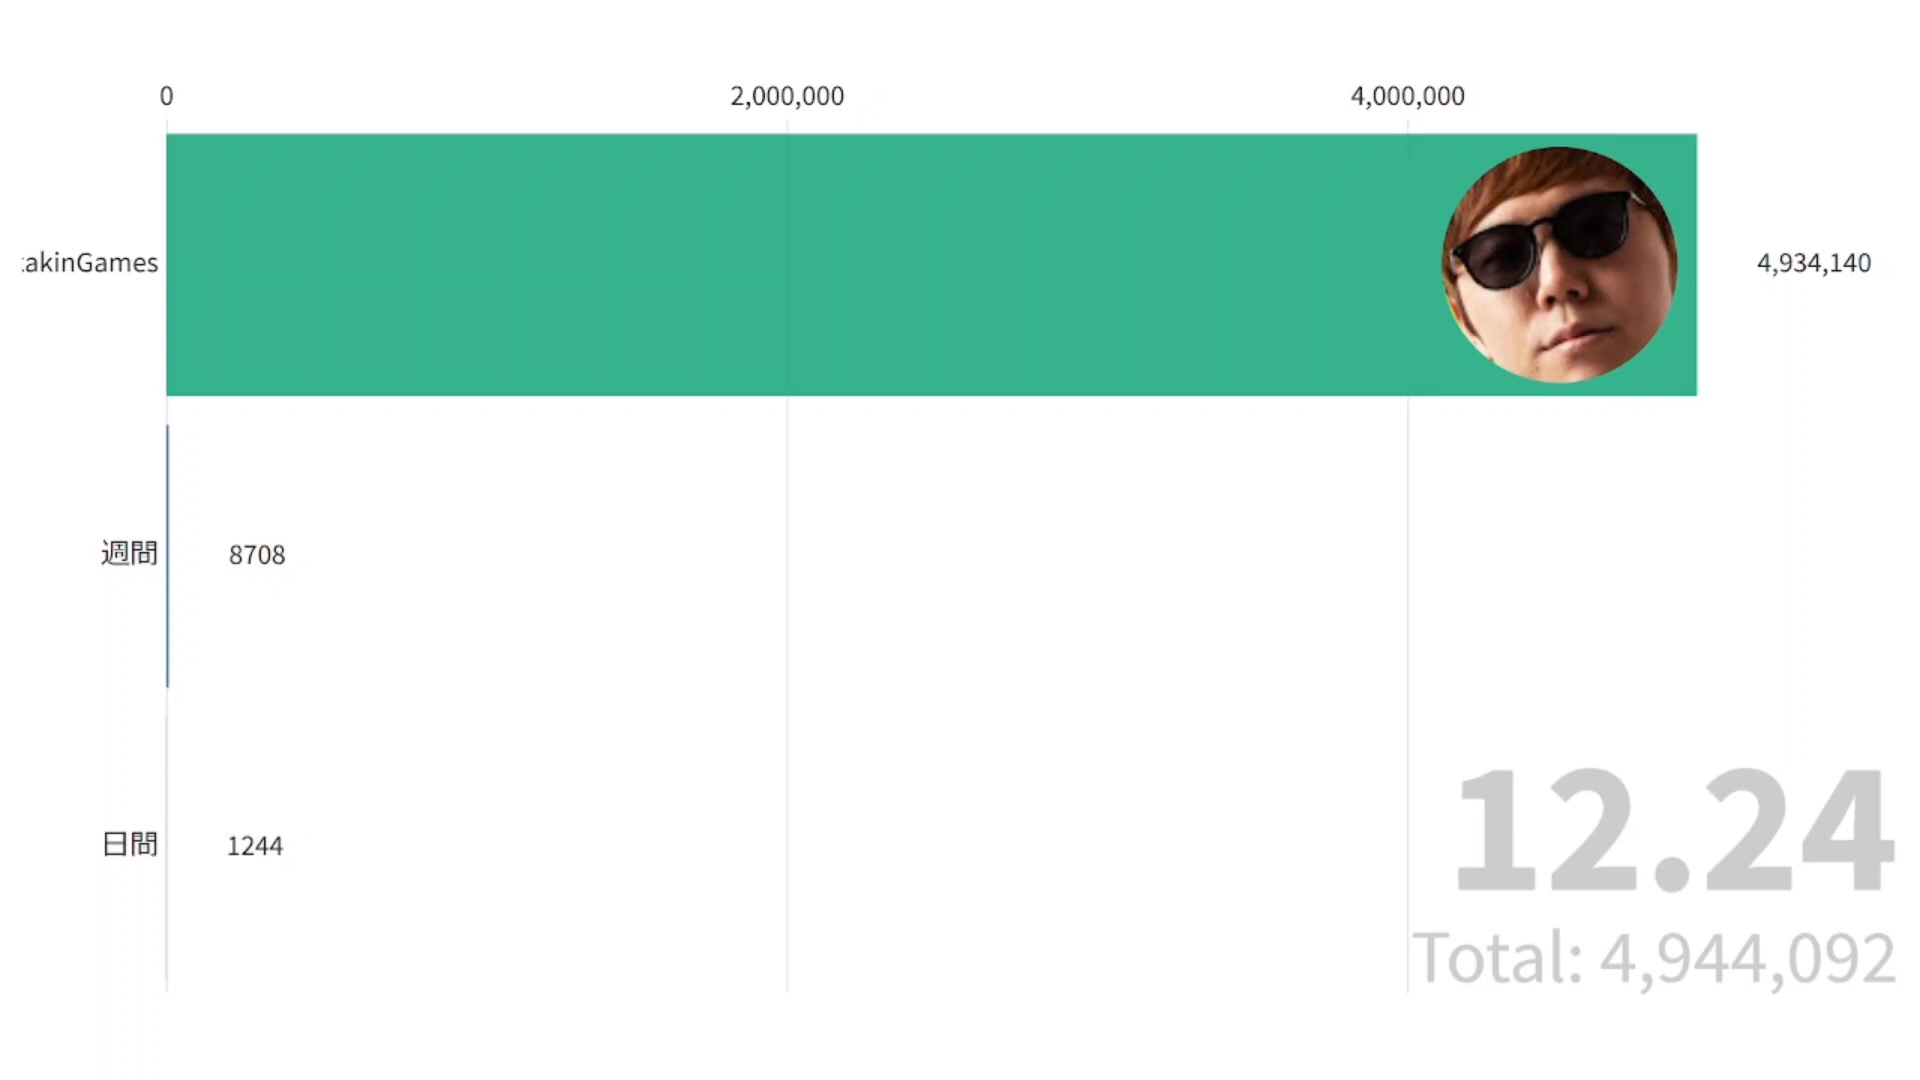 0 2,000,000 4,000,000
akinGames 4,934,140
週間 8708
日間 1244
12.24
Total: 4,944,092